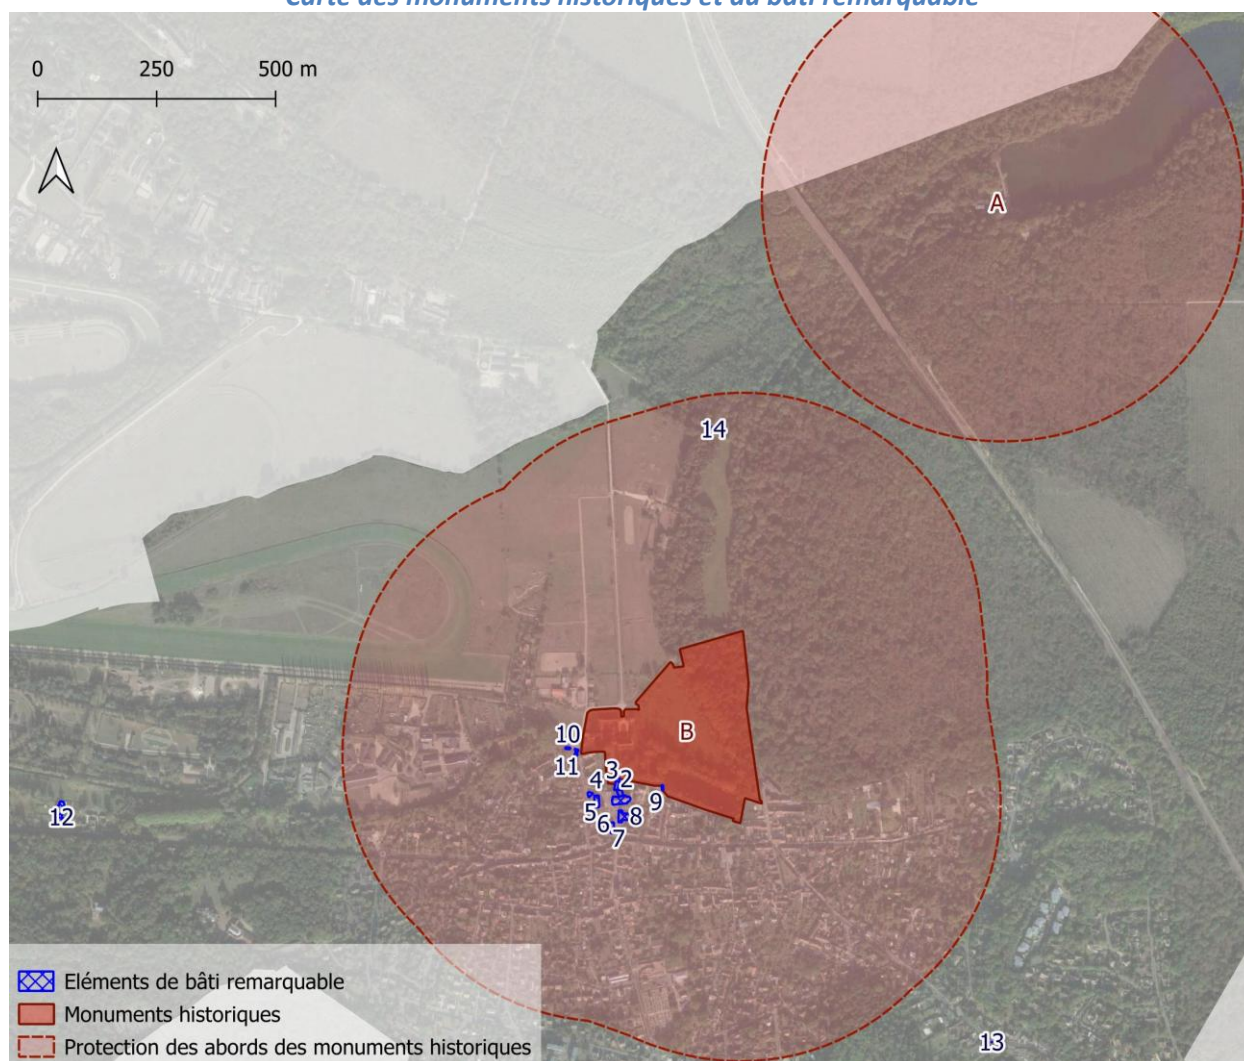 Carte des monuments historiques et du bâti remarquable
0 250 500 m
A
14
B
10
11
3
2
4
9
5
8
6
7
12
13
Eléments de bâti remarquable
Monuments historiques
Protection des abords des monuments historiques